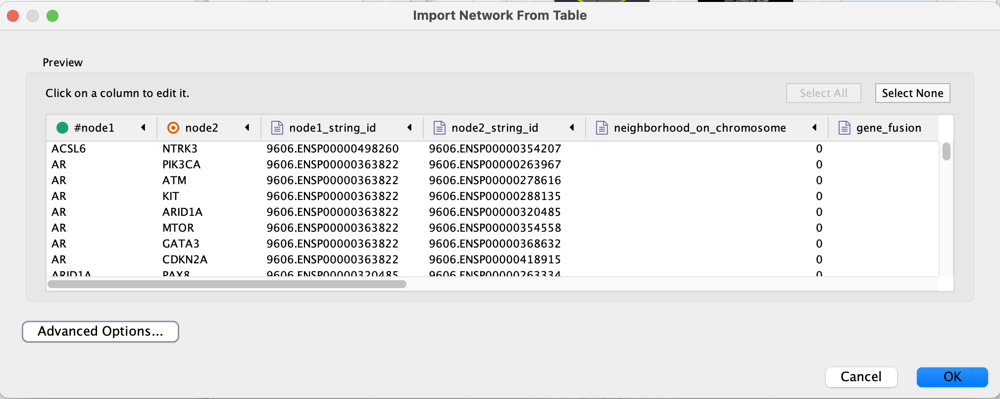 Import Network From Table
Preview
Click on a column to edit it.
Select All
Select None
#node1 node2 node1_string_id node2_string_id neighborhood_on_chromosome gene_fusion
ACSL6 NTRK3 9606.ENSP00000498260 9606.ENSP00000354207 0
AR PIK3CA 9606.ENSP00000363822 9606.ENSP00000263967 0
AR ATM 9606.ENSP00000363822 9606.ENSP00000278616 0
AR KIT 9606.ENSP00000363822 9606.ENSP00000288135 0
AR ARID1A 9606.ENSP00000363822 9606.ENSP00000320485 0
AR MTOR 9606.ENSP00000363822 9606.ENSP00000354558 0
AR GATA3 9606.ENSP00000363822 9606.ENSP00000368632 0
AR CDKN2A 9606.ENSP00000363822 9606.ENSP00000418915 0
ARID1A PAX8 9606.ENSP00000320485 9606.ENSP00000263334 0
Advanced Options...
Cancel
OK